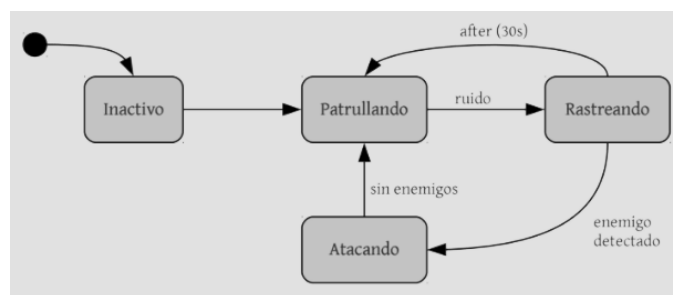 after (30s)
Inactivo
Patrullando
ruido
Rastreando
sin enemigos
enemigo
detectado
Atacando